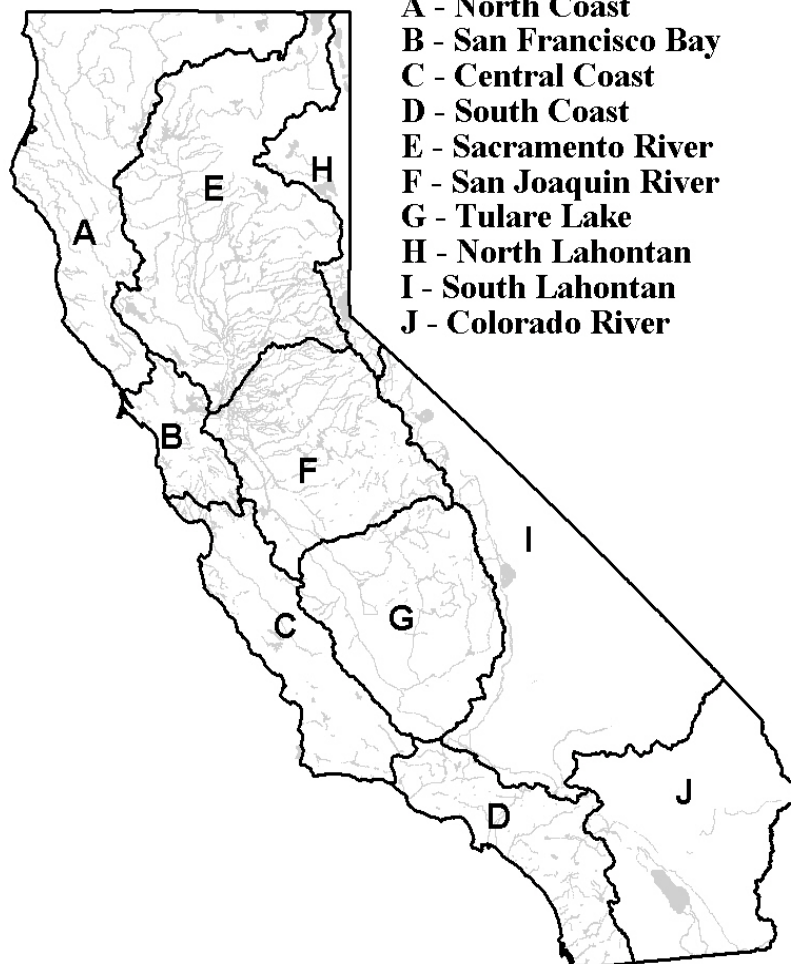 A - North Coast
B - San Francisco Bay
C - Central Coast
D - South Coast
E - Sacramento River
F - San Joaquin River
G - Tulare Lake
H - North Lahontan
I - South Lahontan
J - Colorado River
H
E
A
B
F
I
G
C
J
D